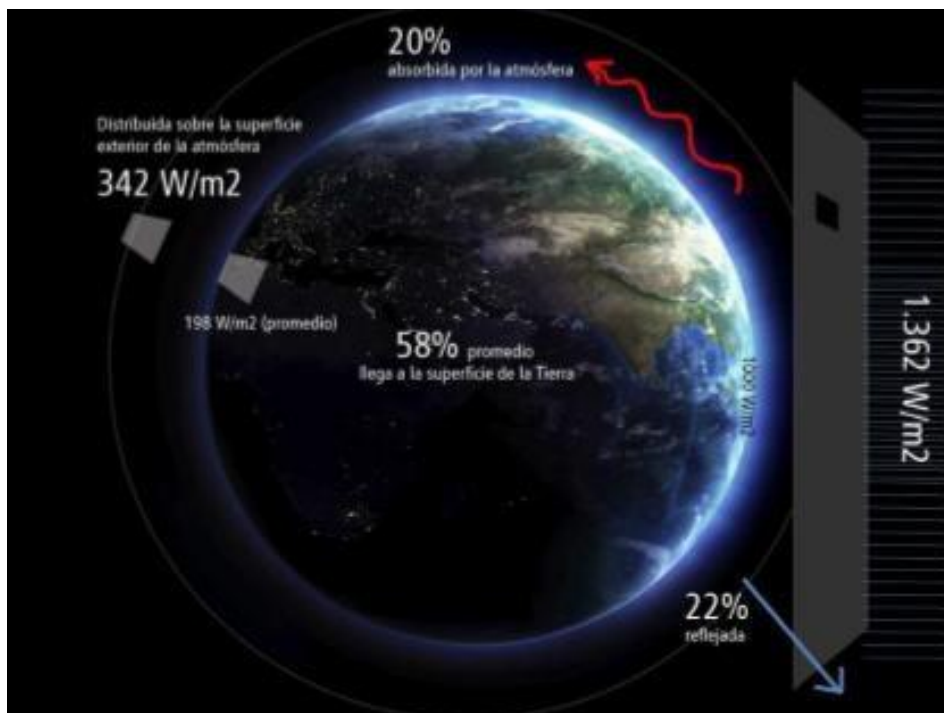 20%
absorbida por la atmósfera
Distribuida sobre la superficie
exterior de la atmósfera
342 W/m2
198 W/m2 (promedio)
58% promedio
llega a la superficie de la Tierra
1000 W/m2
1.362 W/m2
22%
reflejada